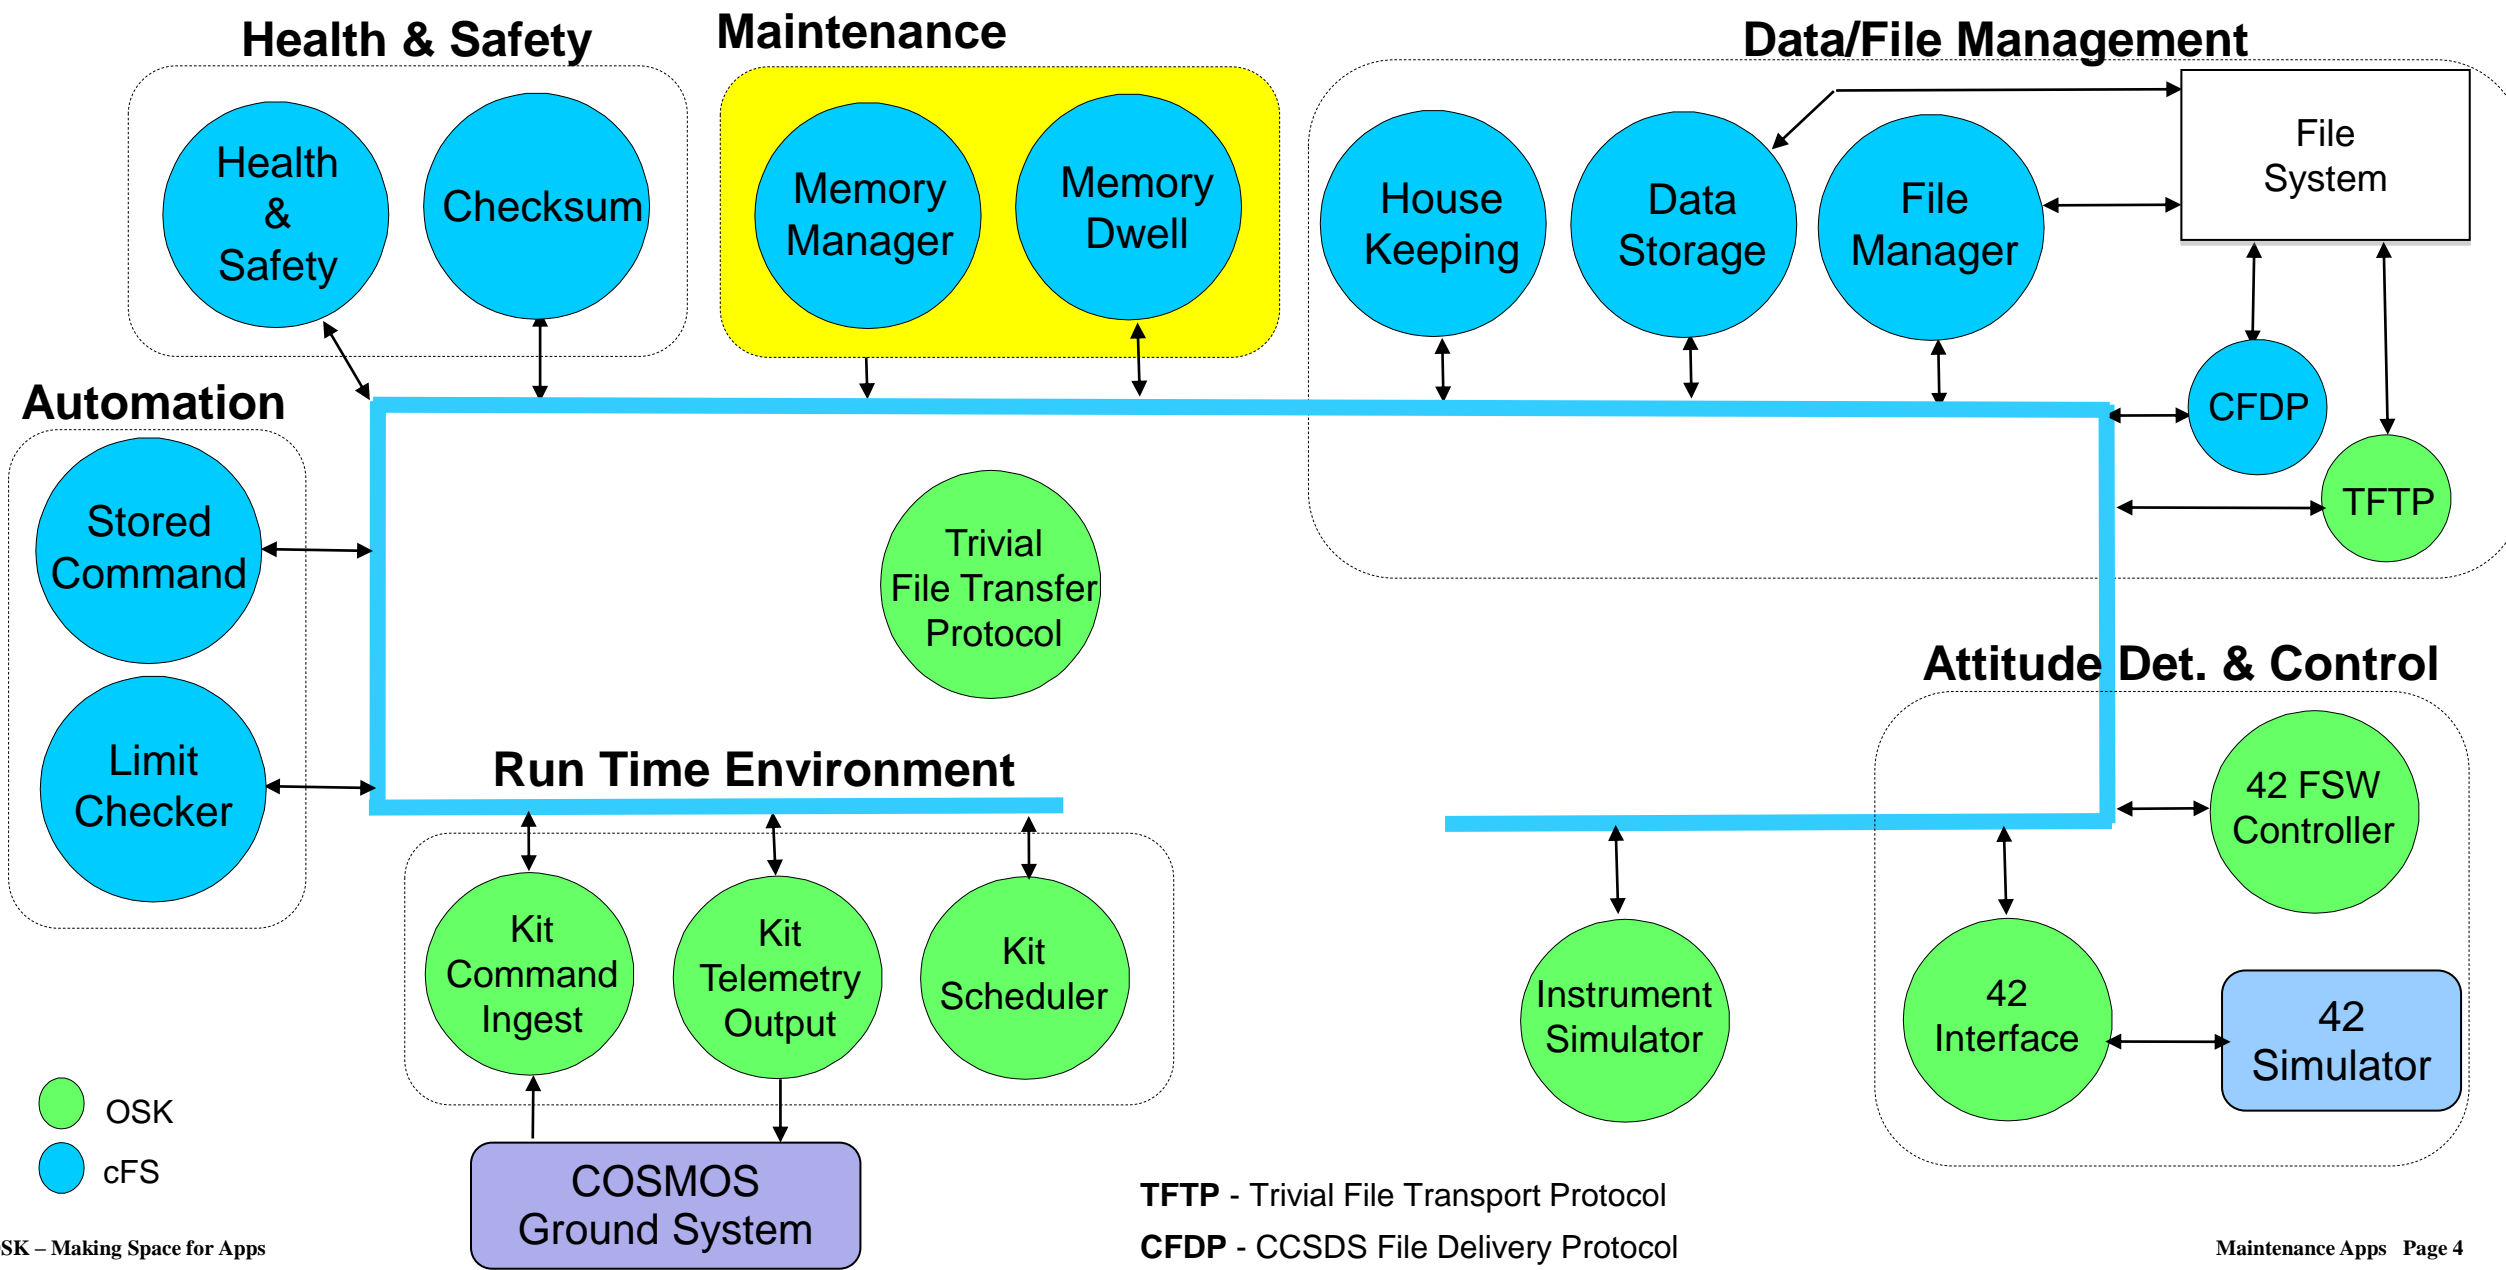 Health & Safety
Maintenance
Data/File Management
Health
&
Safety
Checksum
Memory
Manager
Memory
Dwell
House
Keeping
Data
Storage
File
Manager
File
System
CFDP
TFTP
Automation
Stored
Command
Limit
Checker
Trivial
File Transfer
Protocol
Attitude Det. & Control
42 FSW
Controller
Run Time Environment
Kit
Command
Ingest
Kit
Telemetry
Output
Kit
Scheduler
Instrument
Simulator
42
Interface
42
Simulator
OSK
cFS
COSMOS
Ground System
TFTP - Trivial File Transport Protocol
CFDP - CCSDS File Delivery Protocol
SK – Making Space for Apps
Maintenance Apps Page 4